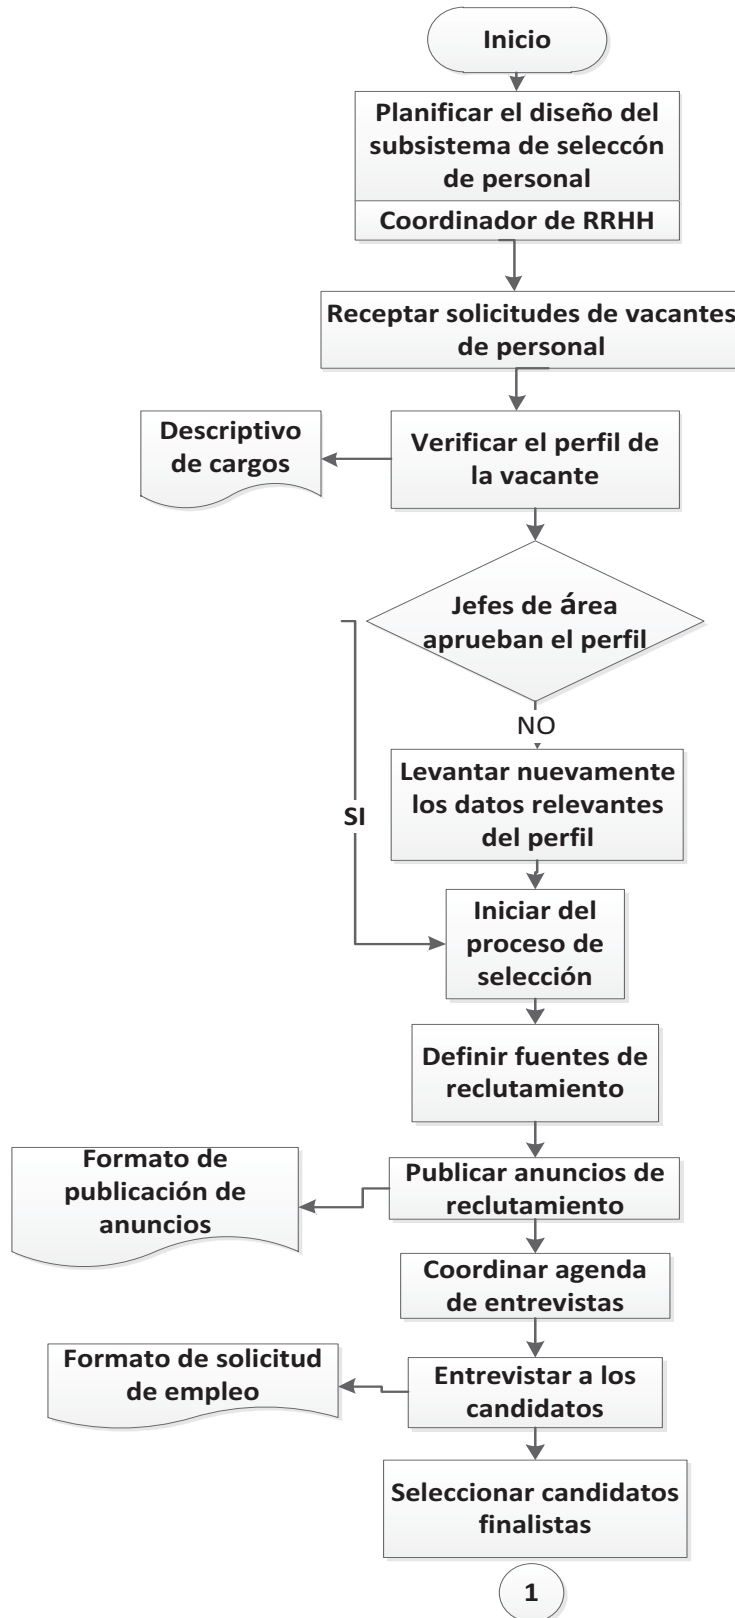 Inicio
Planificar el diseño del
subsistema de seleccón
de personal
Coordinador de RRHH
Receptar solicitudes de vacantes
de personal
Descriptivo
de cargos
Verificar el perfil de
la vacante
Jefes de área
aprueban el perfil
NO
Levantar nuevamente
los datos relevantes
del perfil
SI
Iniciar del
proceso de
selección
Definir fuentes de
reclutamiento
Formato de
publicación de
anuncios
Publicar anuncios de
reclutamiento
Coordinar agenda
de entrevistas
Formato de solicitud
de empleo
Entrevistar a los
candidatos
Seleccionar candidatos
finalistas
1